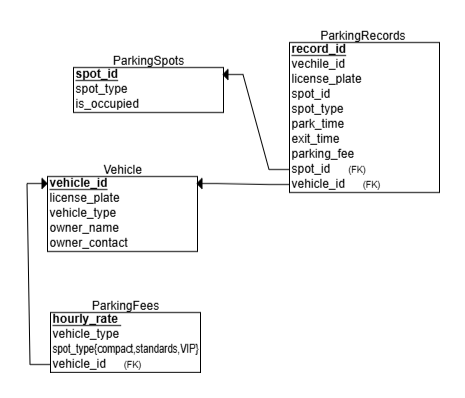 ParkingRecords
record_id
vechile_id
license_plate
spot_id
spot_type
park_time
exit_time
parking_fee
spot_id (FK)
vehicle_id (FK)
ParkingSpots
spot_id
spot_type
is_occupied
Vehicle
vehicle_id
license_plate
vehicle_type
owner_name
owner_contact
ParkingFees
hourly_rate
vehicle_type
spot_type{compact,standards,VIP}
vehicle_id (FK)